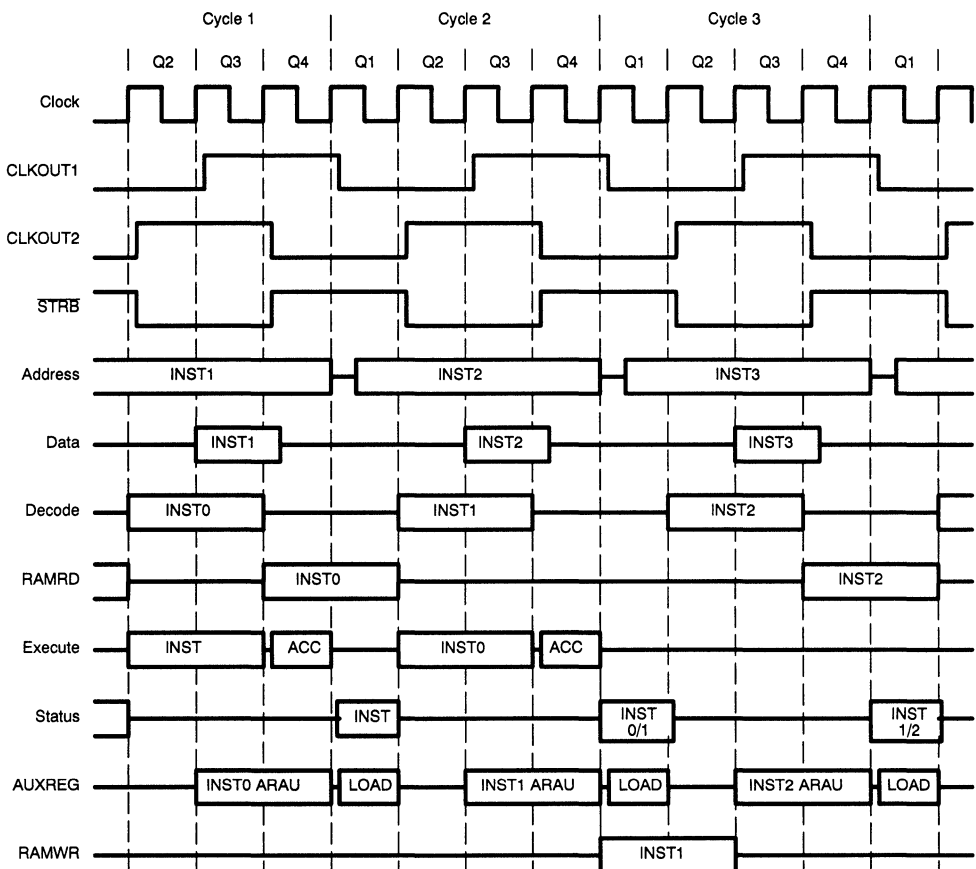 Cycle 1 Cycle 2 Cycle 3
Q2 Q3 Q4 Q1 Q2 Q3 Q4 Q1 Q2 Q3 Q4 Q1
Clock
CLKOUT1
CLKOUT2
STRB
Address INST1 INST2 INST3
Data INST1 INST2 INST3
Decode INST0 INST1 INST2
RAMRD INST0 INST2
Execute INST ACC INST0 ACC
Status INST INST INST
0/1 1/2
AUXREG INST0 ARAU LOAD INST1 ARAU LOAD INST2 ARAU LOAD
RAMWR INST1